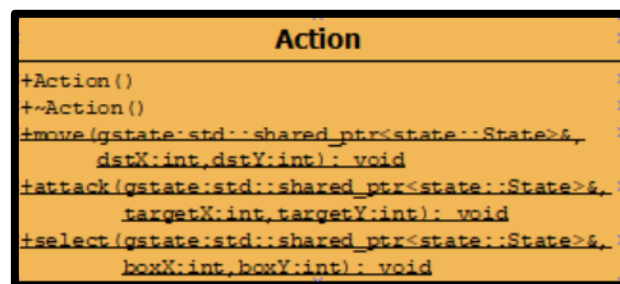 Action
+Action()
+~Action()
+move(gstate:std::shared_ptr<state::State>&,
dstX:int,dstY:int): void
+attack(gstate:std::shared_ptr<state::State>&,
targetX:int,targetY:int): void
+select(gstate:std::shared_ptr<state::State>&,
boxX:int,boxY:int): void